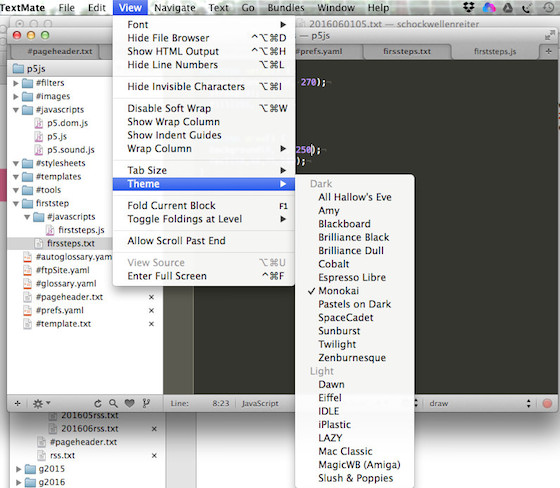 TextMate File Edit View Navigate Text Go Bundles Window Help
2016060105.txt — schockwellenreiter
— p5js
#pageheader.txt
#prefs.yaml
firssteps.txt
firststeps.js
p5js
#filters
#images
#javascripts
p5.dom.js
p5.js
p5.sound.js
#stylesheets
#templates
#tools
firststep
#javascripts
firststeps.js
firssteps.txt
#autoglossary.yaml
#ftpSite.yaml
#glossary.yaml
#pageheader.txt
#prefs.yaml
#template.txt
Font
Hide File Browser ^⌥⌘D
Show HTML Output ^⌥⌘H
Hide Line Numbers ⌥⌘L
Hide Invisible Characters ⌥⌘I
Disable Soft Wrap ⌥⌘W
Show Wrap Column
Show Indent Guides
Wrap Column
Tab Size
Theme
Fold Current Block F1
Toggle Foldings at Level
Allow Scroll Past End
View Source ⌥⌘U
Enter Full Screen ^⌘F
270);
250);
);
Dark
All Hallow's Eve
Amy
Blackboard
Brilliance Black
Brilliance Dull
Cobalt
Espresso Libre
✓ Monokai
Pastels on Dark
SpaceCadet
Sunburst
Twilight
Zenburnesque
Light
Dawn
Eiffel
IDLE
iPlastic
LAZY
Mac Classic
MagicWB (Amiga)
Slush & Poppies
Line: 8:23 JavaScript
draw
201605rss.txt
201606rss.txt
#pageheader.txt
rss.txt
g2015
g2016